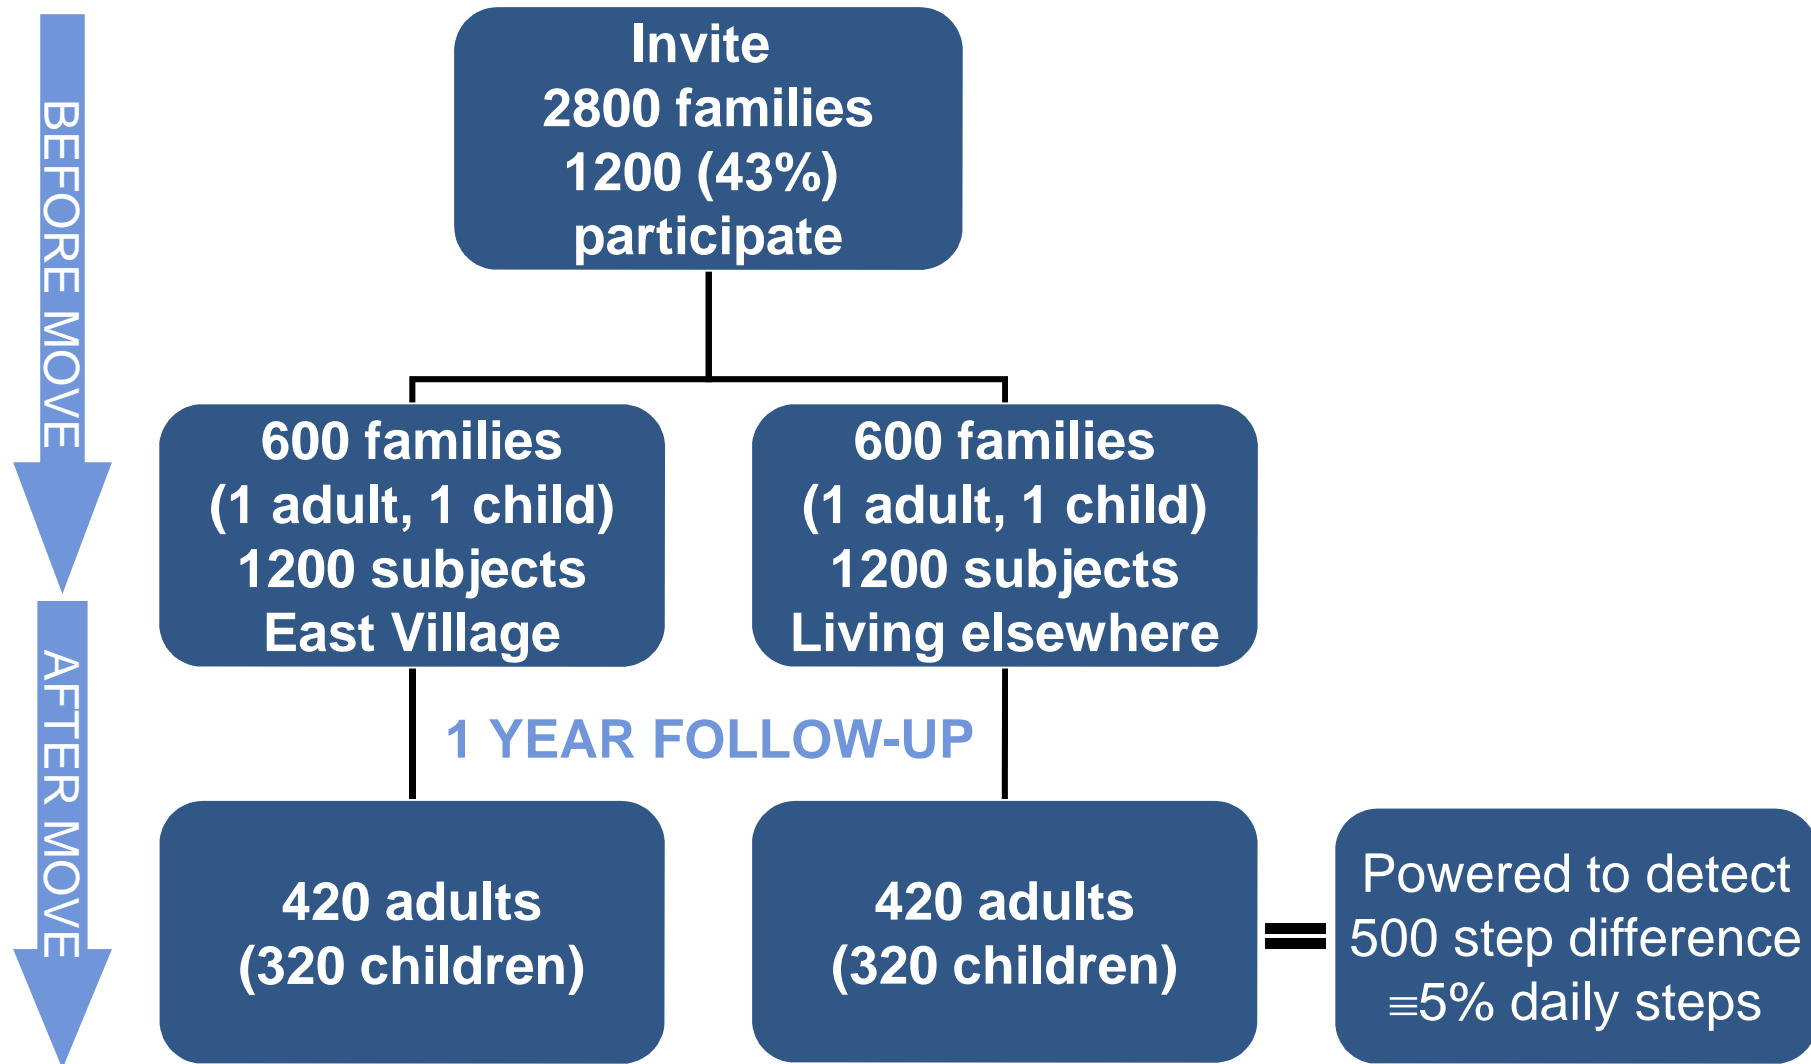 BEFORE MOVE
Invite
2800 families
1200 (43%)
participate
600 families
(1 adult, 1 child)
1200 subjects
East Village
600 families
(1 adult, 1 child)
1200 subjects
Living elsewhere
AFTER MOVE
1 YEAR FOLLOW-UP
420 adults
(320 children)
420 adults
(320 children)
Powered to detect
500 step difference
≡5% daily steps